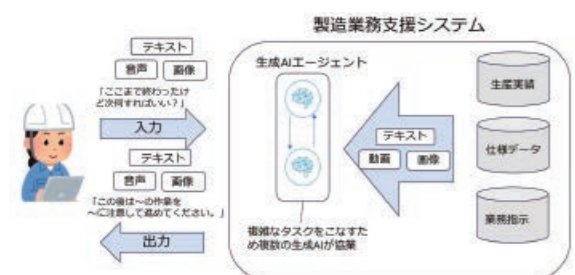 製造業務支援システム
テキスト
音声
画像
「ここまで終わったけ
ど次何すればいい？」
入力
テキスト
音声
画像
「この後は～の作業を
～に注意して進めてください。」
出力
生成AIエージェント
複雑なタスクをこなすた
め複数の生成AIが協業
テキスト
動画
画像
生産実績
仕様データ
業務指示